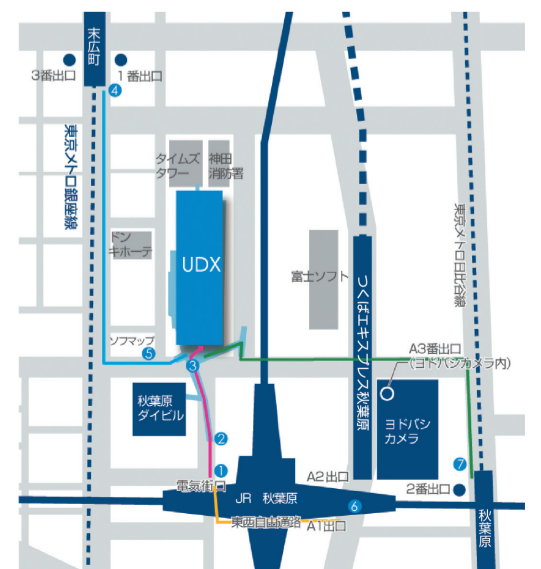 末広町
3番出口
1番出口
4
東京メトロ銀座線
タイムズ
タワー
神田
消防署
ドン
キホーテ
UDX
富士ソフト
つくばエキスプレス秋葉原
東京メトロ日比谷線
ソフマップ
5
3
A3番出口
(ヨドバシカメラ内)
秋葉原
ダイビル
ヨドバシ
カメラ
2
1
電気街口
A2出口
7
2番出口
JR 秋葉原
6
東西自由通路
A1出口
秋葉原